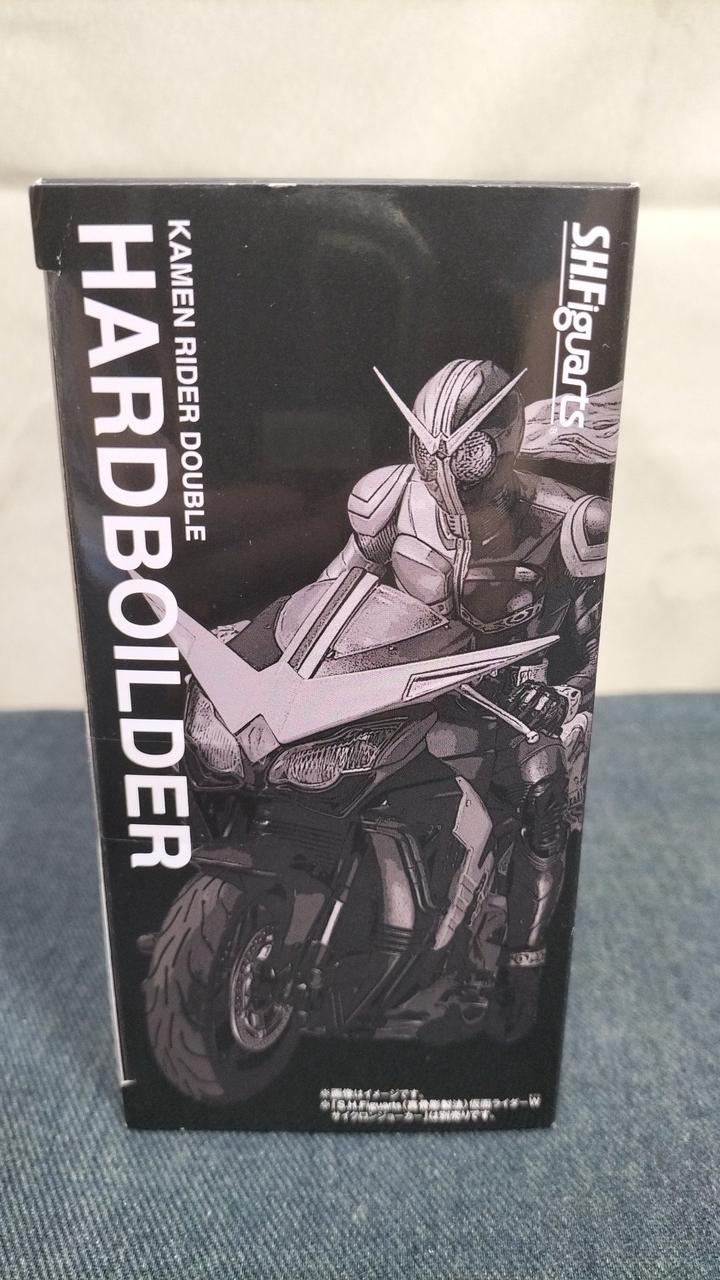 S.H.Figuarts
KAMEN RIDER DOUBLE
HARDBOILDER
※画像はイメージです。
※「S.H.Figuarts(真骨彫製法)仮面ライダーW
サイクロンジョーカー」は別売りです。